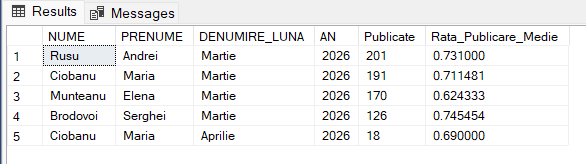 Results Messages
NUME PRENUME DENUMIRE_LUNA AN Publicate Rata_Publicare_Medie
1 Rusu Andrei Martie 2026 201 0.731000
2 Ciobanu Maria Martie 2026 191 0.711481
3 Munteanu Elena Martie 2026 170 0.624333
4 Brodovoi Serghei Martie 2026 126 0.745454
5 Ciobanu Maria Aprilie 2026 18 0.690000